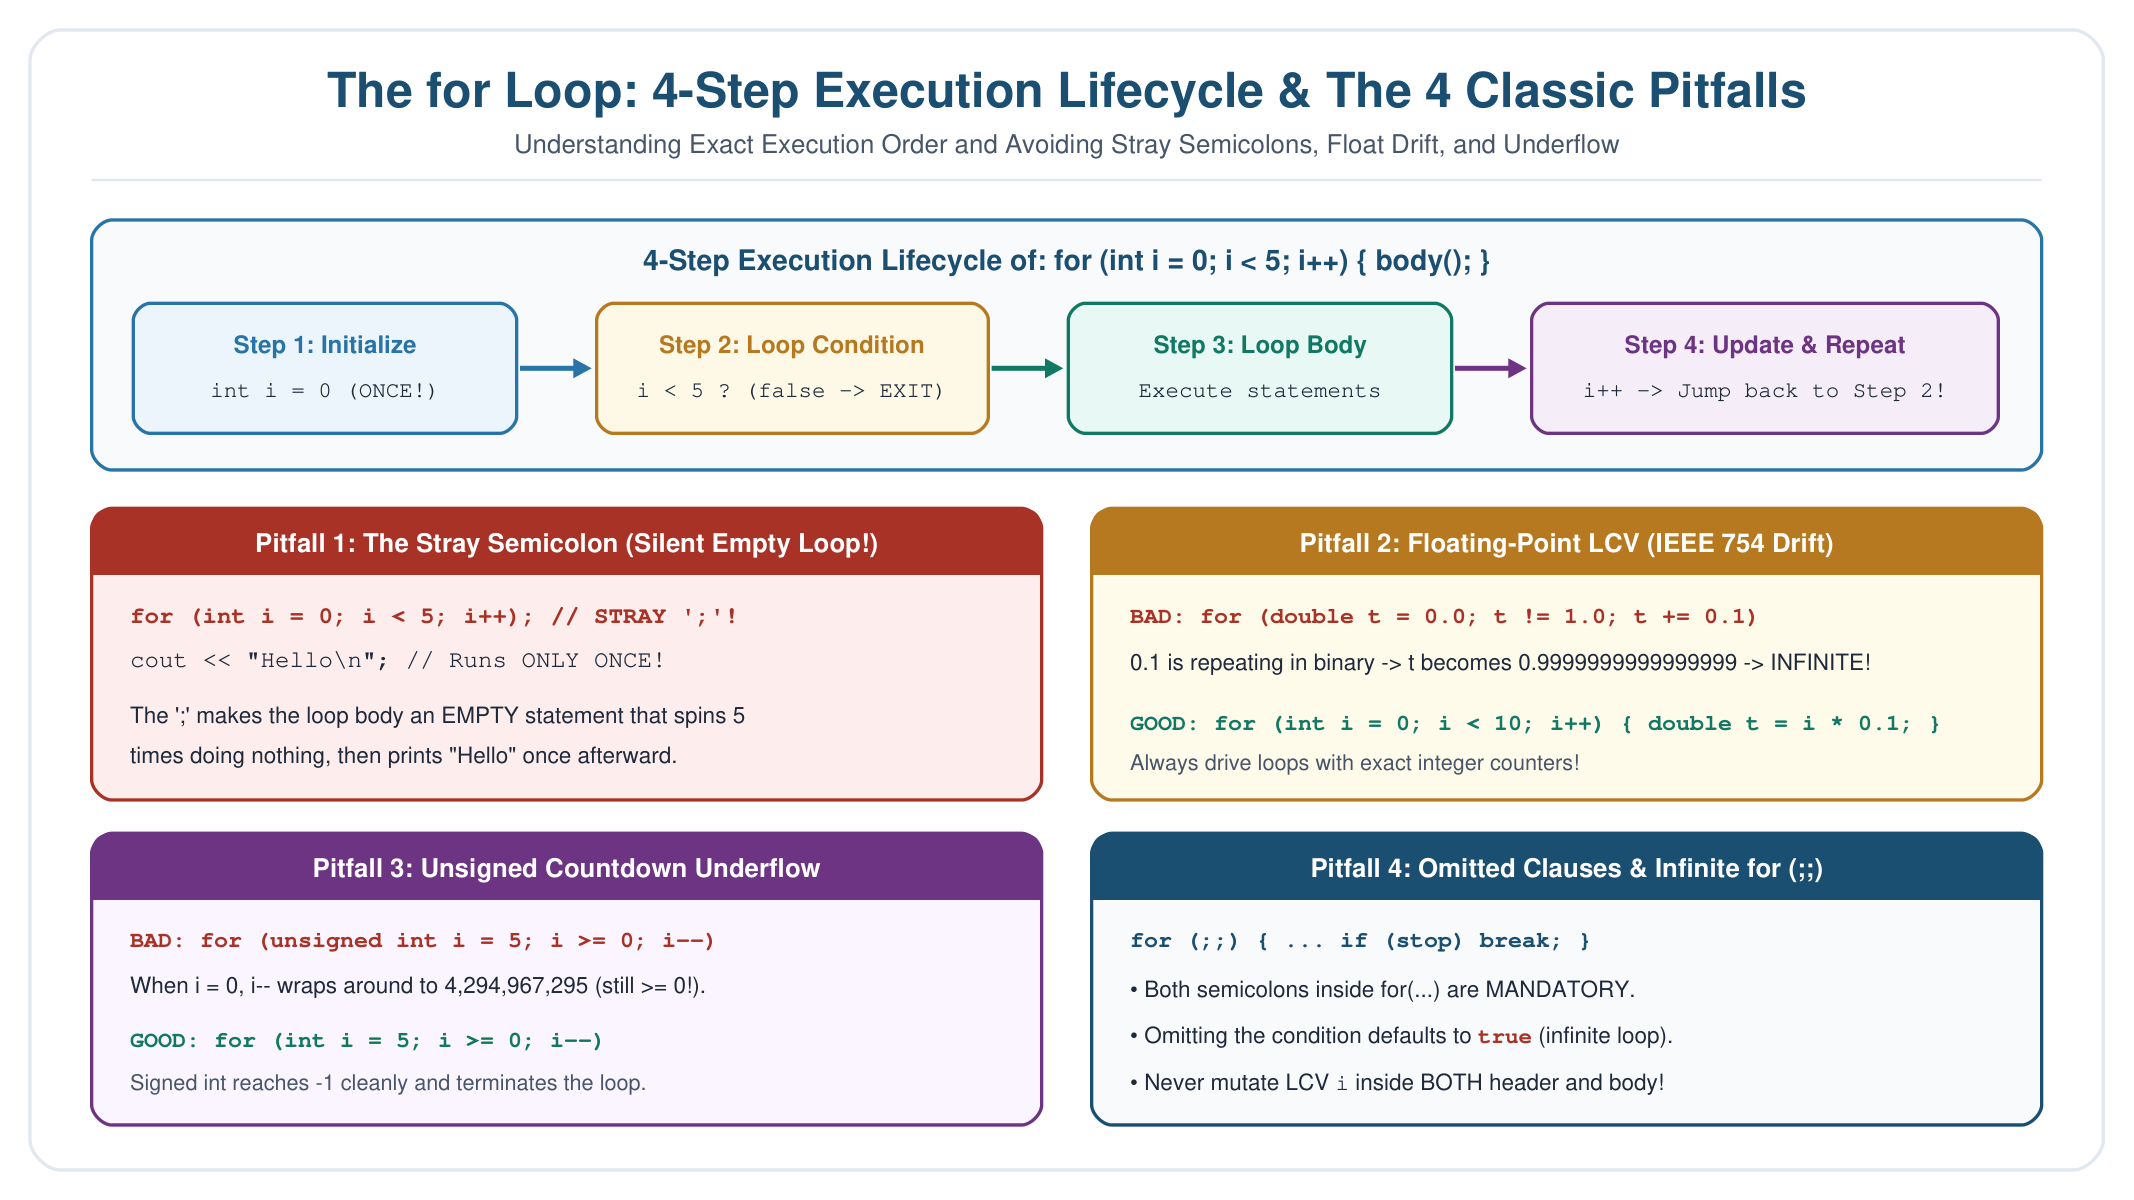 The for Loop: 4-Step Execution Lifecycle & The 4 Classic Pitfalls
Understanding Exact Execution Order and Avoiding Stray Semicolons, Float Drift, and Underflow
4-Step Execution Lifecycle of: for (int i = 0; i < 5; i++) { body(); }
Step 1: Initialize
int i = 0 (ONCE!)
Step 2: Loop Condition
i < 5 ? (false -> EXIT)
Step 3: Loop Body
Execute statements
Step 4: Update & Repeat
i++ -> Jump back to Step 2!
Pitfall 1: The Stray Semicolon (Silent Empty Loop!)
for (int i = 0; i < 5; i++); // STRAY ';'!
cout << "Hello\n"; // Runs ONLY ONCE!
The ';' makes the loop body an EMPTY statement that spins 5
times doing nothing, then prints "Hello" once afterward.
Pitfall 2: Floating-Point LCV (IEEE 754 Drift)
BAD: for (double t = 0.0; t != 1.0; t += 0.1)
0.1 is repeating in binary -> t becomes 0.9999999999999999 -> INFINITE!
GOOD: for (int i = 0; i < 10; i++) { double t = i * 0.1; }
Always drive loops with exact integer counters!
Pitfall 3: Unsigned Countdown Underflow
BAD: for (unsigned int i = 5; i >= 0; i--)
When i = 0, i-- wraps around to 4,294,967,295 (still >= 0!).
GOOD: for (int i = 5; i >= 0; i--)
Signed int reaches -1 cleanly and terminates the loop.
Pitfall 4: Omitted Clauses & Infinite for (;;)
for (;;) { ... if (stop) break; }
• Both semicolons inside for(...) are MANDATORY.
• Omitting the condition defaults to true (infinite loop).
• Never mutate LCV i inside BOTH header and body!